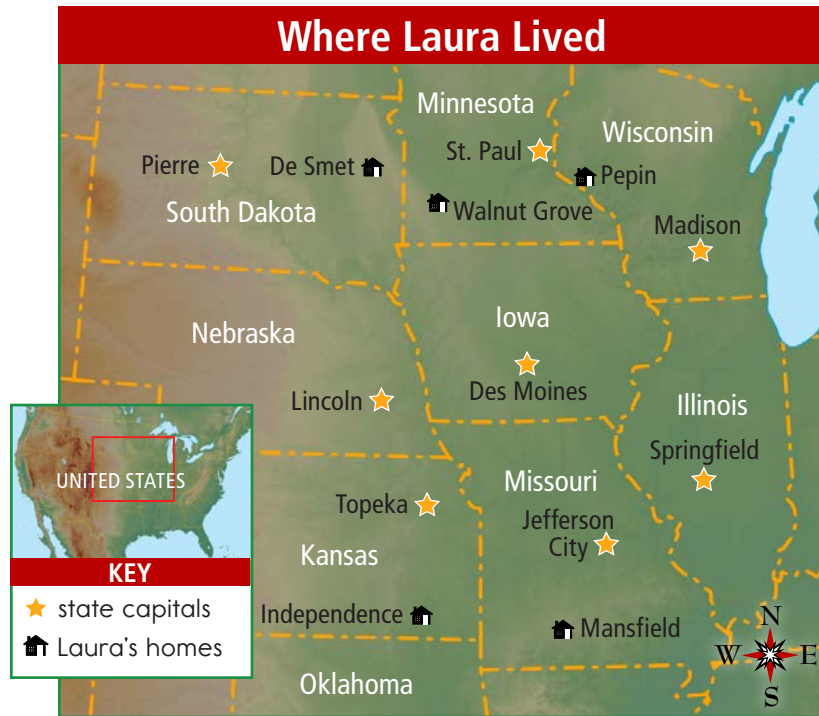 Where Laura Lived
Minnesota
Wisconsin
St. Paul
Pierre
De Smet
Pepin
South Dakota
Walnut Grove
Madison
Nebraska
Iowa
Lincoln
Des Moines
Illinois
Springfield
UNITED STATES
Missouri
Topeka
Jefferson
City
Kansas
KEY
state capitals
Laura's homes
Independence
Mansfield
Oklahoma
N
W
E
S